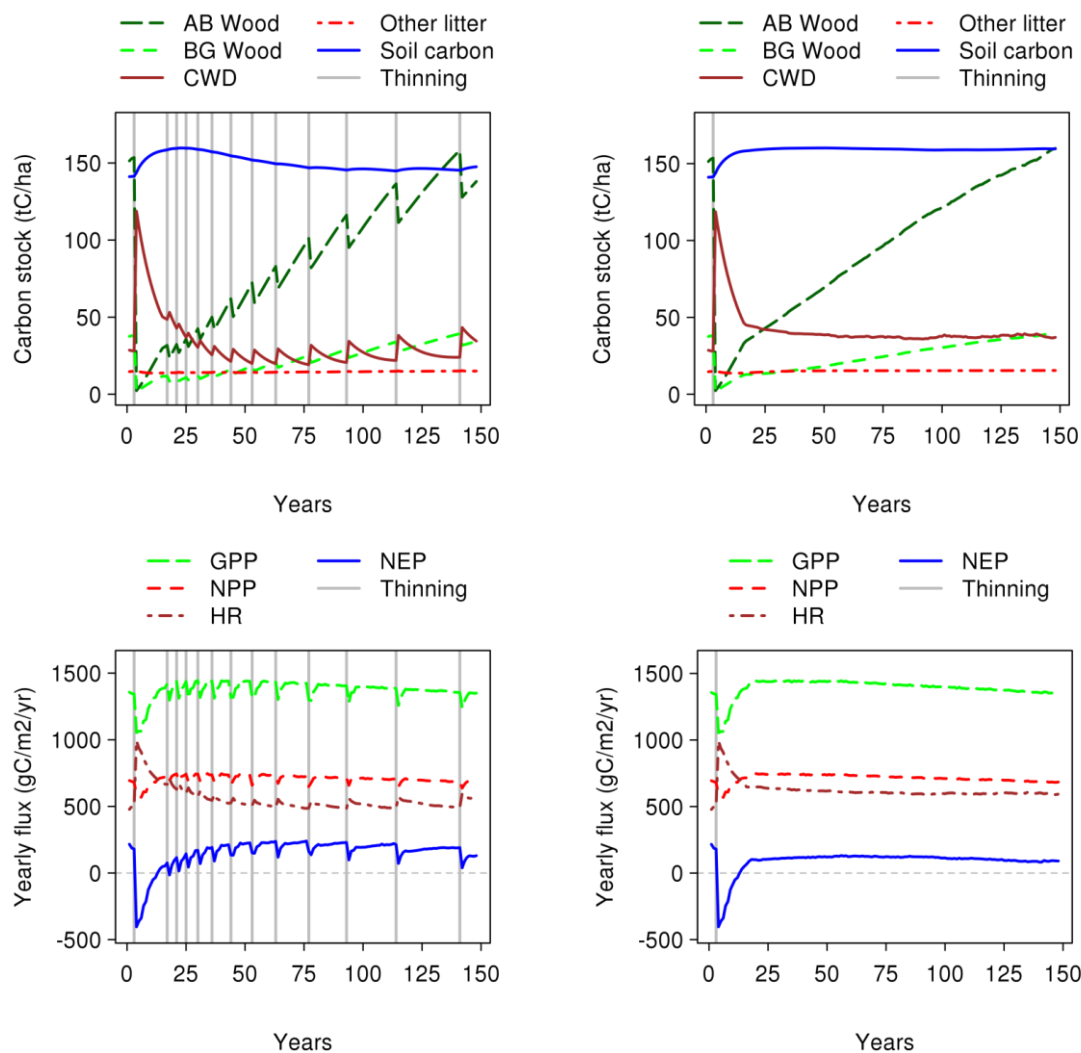 AB Wood Other litter
BG Wood Soil carbon
CWD Thinning
Carbon stock (tC/ha)
150
100
50
0
0 25 50 75 100 125 150
Years
AB Wood Other litter
BG Wood Soil carbon
CWD Thinning
Carbon stock (tC/ha)
150
100
50
0
0 25 50 75 100 125 150
Years
GPP NEP
NPP Thinning
HR
Yearly flux (gC/m2/yr)
1500
1000
500
0
-500
0 25 50 75 100 125 150
Years
GPP NEP
NPP Thinning
HR
Yearly flux (gC/m2/yr)
1500
1000
500
0
-500
0 25 50 75 100 125 150
Years